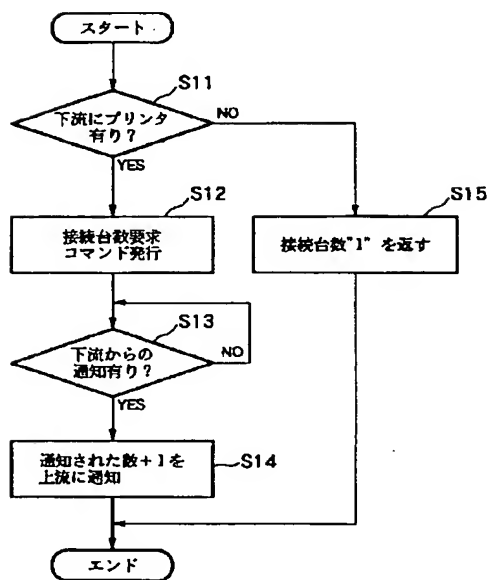 スタート
S11
下流にプリンタ
有り?
NO
YES
S12
接続台数要求
コマンド発行
S15
接続台数"1"を返す
S13
下流からの
通知有り?
NO
YES
通知された数+1を
上流に通知
S14
エンド